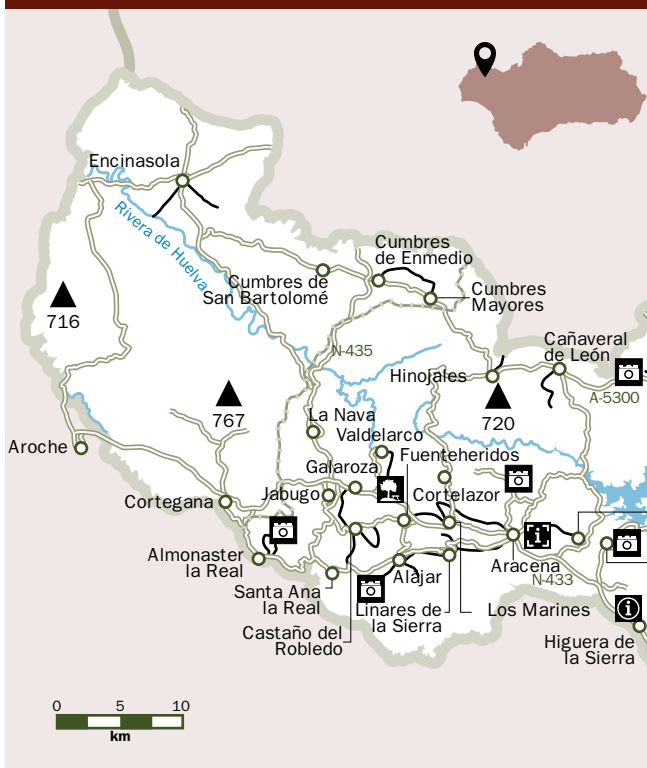 Encinasola
Rivera de Huelva
Cumbres
de Enmedio
Cumbres de
San Bartolomé
Cumbres
Mayores
716
N-435
Cañaveral
de León
Hinojales
A-5300
767
720
La Nava
Valdelarco
Aroche
Fuenteheridos
Galaroza
Jabugo
Cortelazor
Cortegana
Almonaster
la Real
Aracena
N-433
Alájar
Santa Ana
la Real
Linares de
la Sierra
Los Marines
Castaño del
Robledo
Higuera de
la Sierra
0 5 10
km